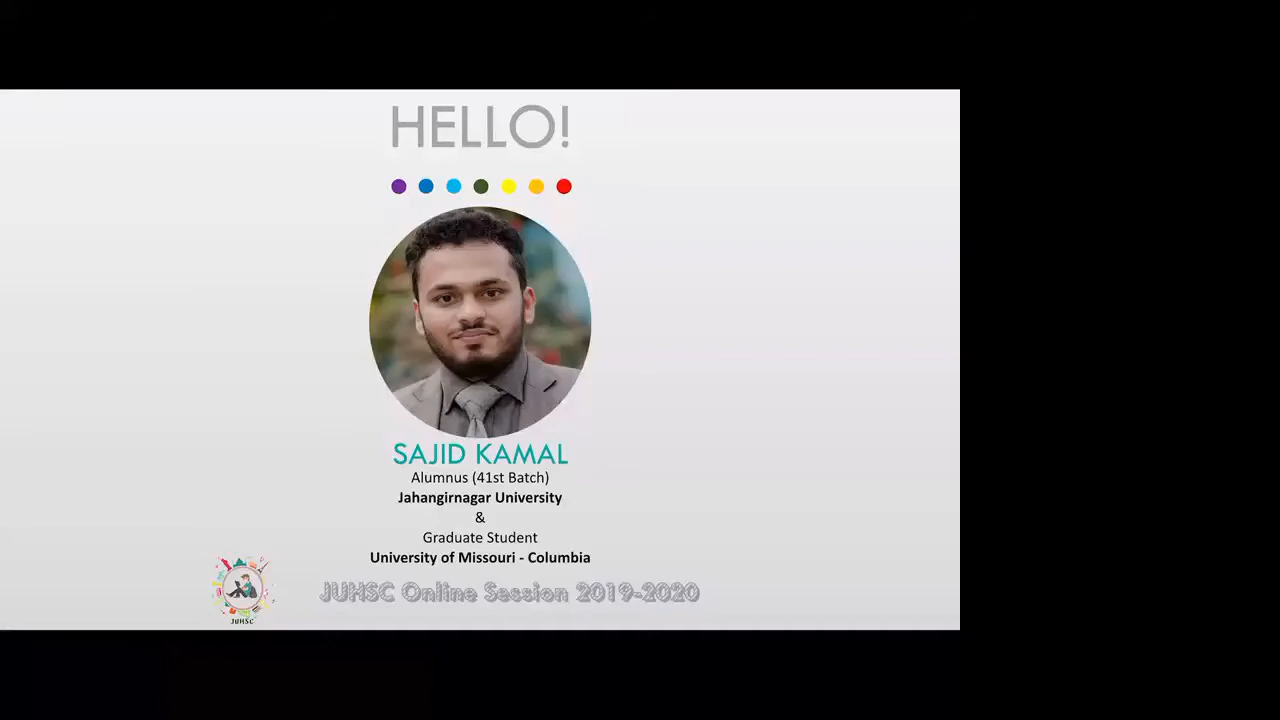 HELLO!
SAJID KAMAL
Alumnus (41st Batch)
Jahangirnagar University
&
Graduate Student
University of Missouri - Columbia
JUHSC Online Session 2019-2020
JUHSC